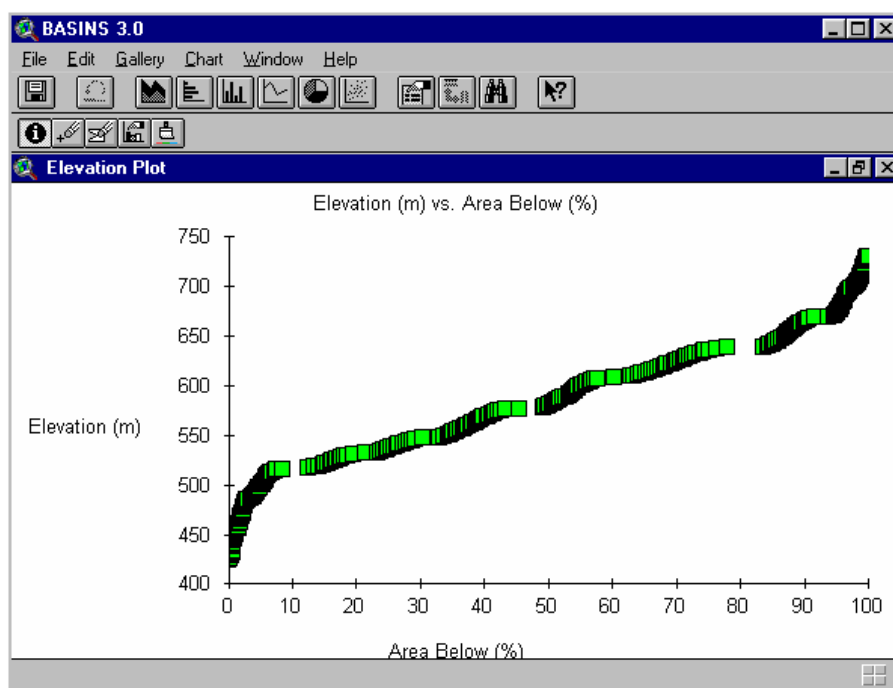 BASINS 3.0
File Edit Gallery Chart Window Help
Elevation Plot
Elevation (m) vs. Area Below (%)
750
700
650
600
Elevation (m)
550
500
450
400
0 10 20 30 40 50 60 70 80 90 100
Area Below (%)